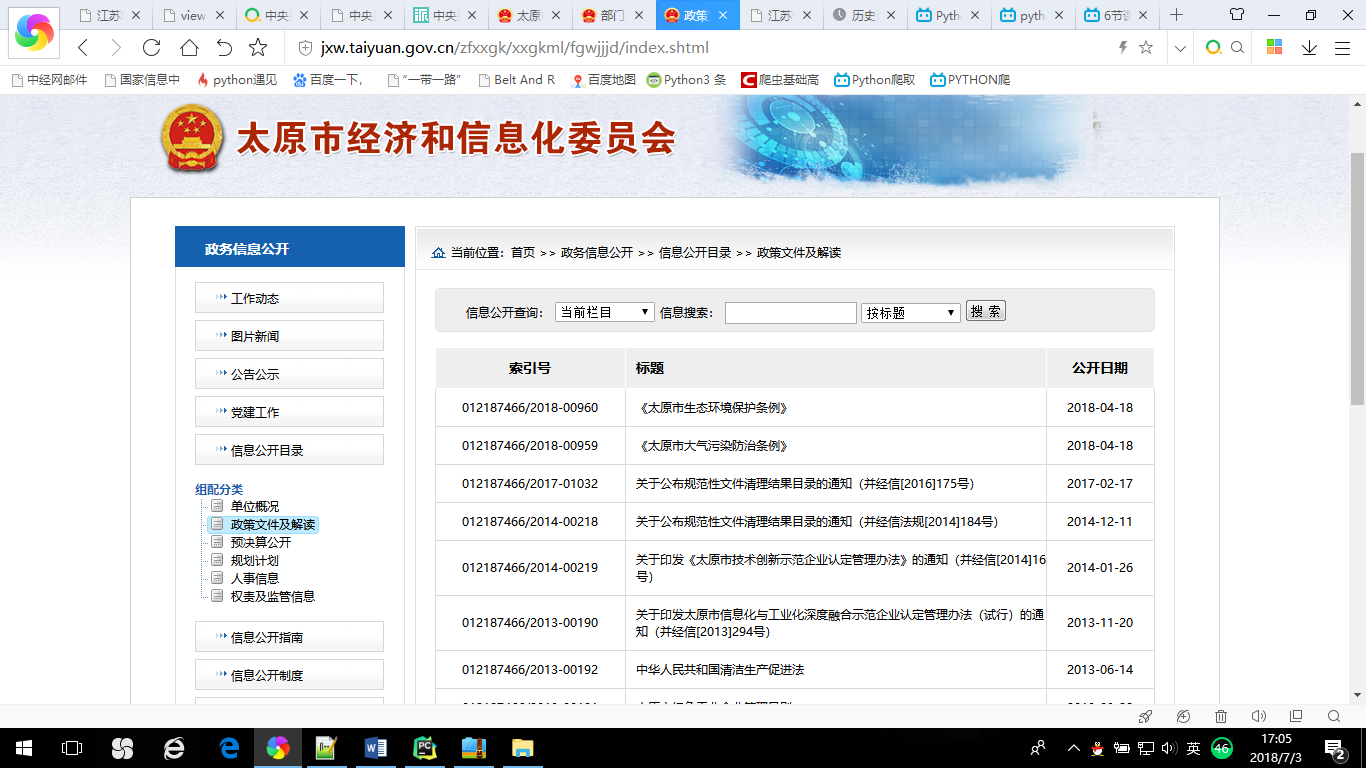 江苏
view
中央
中央
中央
太原
部门
政策
江苏
历史
Pyth
pyth
6节课
jxw.taiyuan.gov.cn/zfxxgk/xxgkml/fgwjjjd/index.shtml
中经网邮件
国家信息中
python遇见
百度一下，
“一带一路”
Belt And R
百度地图
Python3 条
爬虫基础高
Python爬取
PYTHON爬
太原市经济和信息化委员会
政务信息公开
工作动态
图片新闻
公告公示
党建工作
信息公开目录
组配分类
单位概况
政策文件及解读
预决算公开
规划计划
人事信息
权责及监管信息
信息公开指南
信息公开制度
当前位置：首页 >> 政务信息公开 >> 信息公开目录 >> 政策文件及解读
信息公开查询： 当前栏目 信息搜索： 按标题 搜 索
索引号 标题 公开日期
012187466/2018-00960 《太原市生态环境保护条例》 2018-04-18
012187466/2018-00959 《太原市大气污染防治条例》 2018-04-18
012187466/2017-01032 关于公布规范性文件清理结果目录的通知（并经信[2016]175号） 2017-02-17
012187466/2014-00218 关于公布规范性文件清理结果目录的通知（并经信法规[2014]184号） 2014-12-11
012187466/2014-00219 关于印发《太原市技术创新示范企业认定管理办法》的通知（并经信[2014]16
号） 2014-01-26
012187466/2013-00190 关于印发太原市信息化与工业化深度融合示范企业认定管理办法（试行）的通
知（并经信[2013]294号） 2013-11-20
012187466/2013-00192 中华人民共和国清洁生产促进法 2013-06-14
英
46
17:05
2018/7/3
2